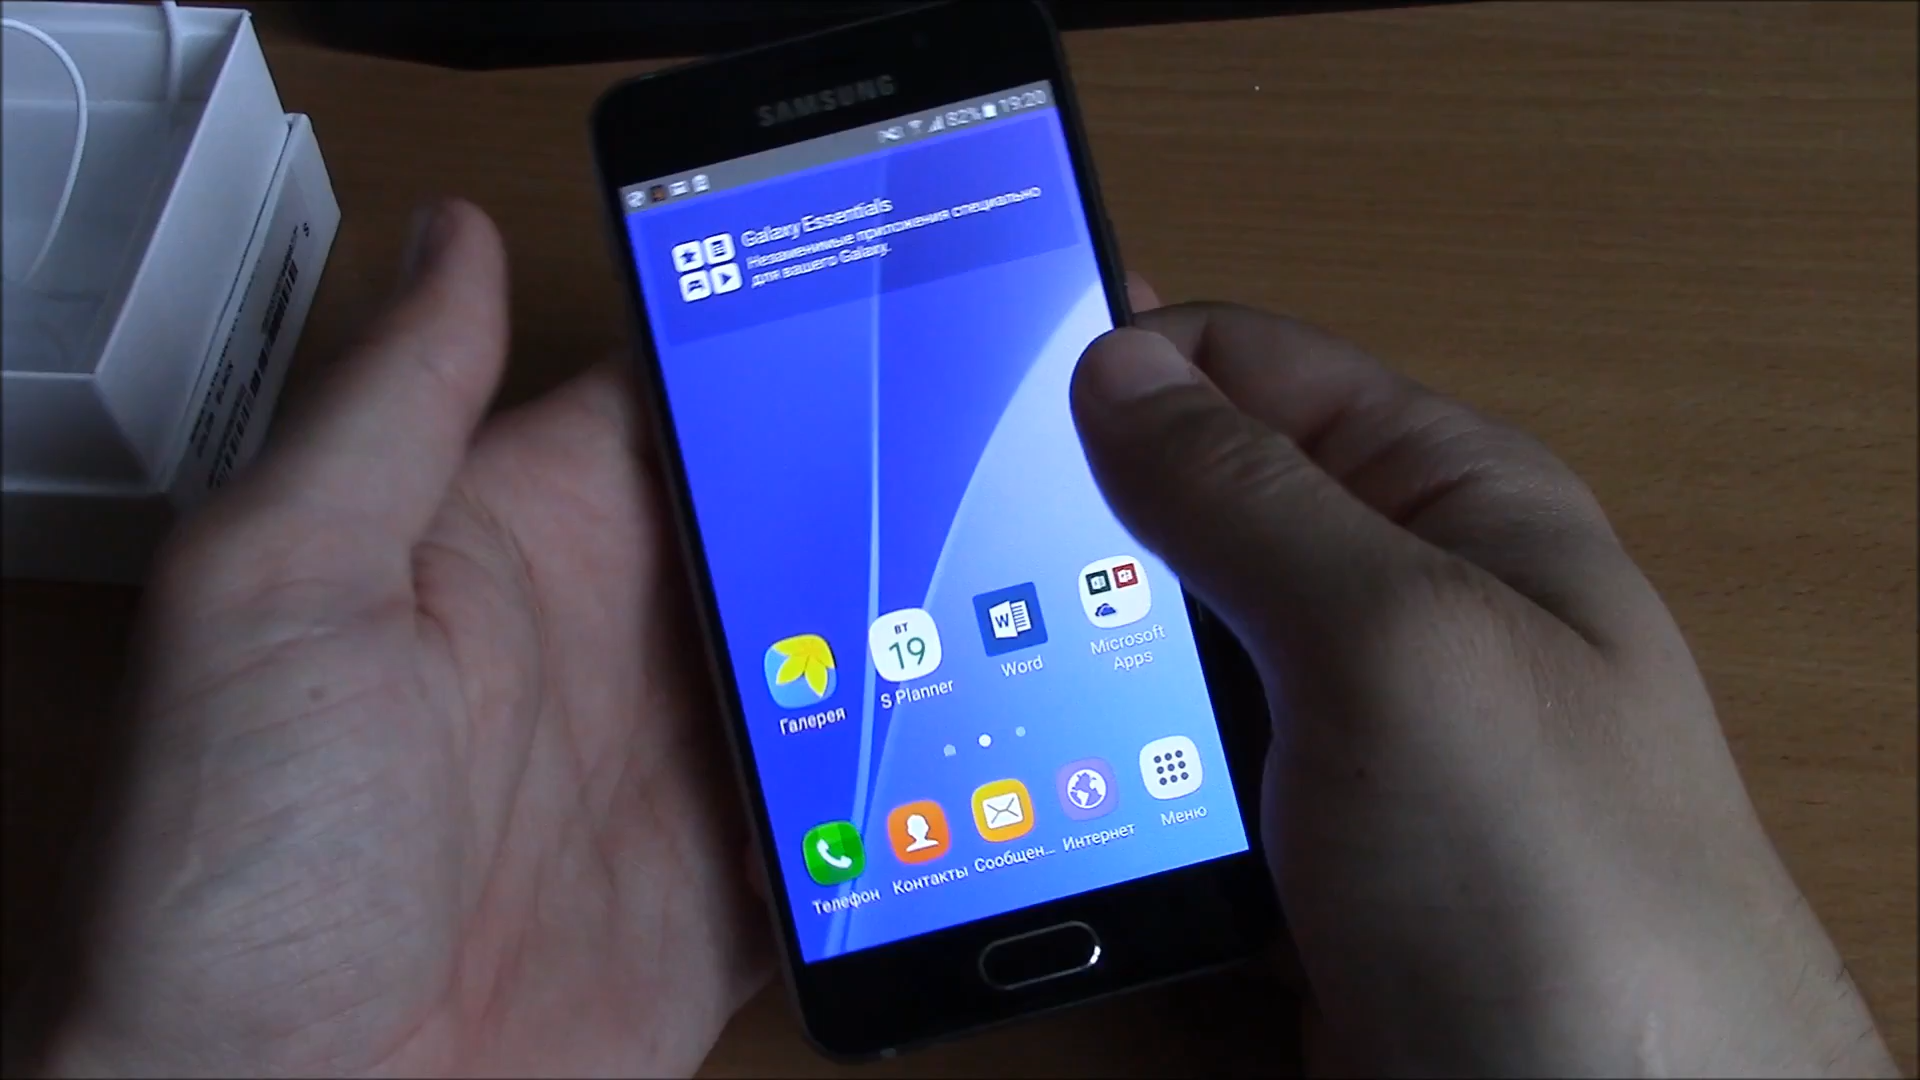 SAMSUNG
82% 19:20
Galaxy Essentials
Незаменимые приложения специально
для вашего Galaxy.
ВТ
19
W
Галерея
S Planner
Word
Microsoft
Apps
Телефон
Контакты
Сообщен...
Интернет
Меню